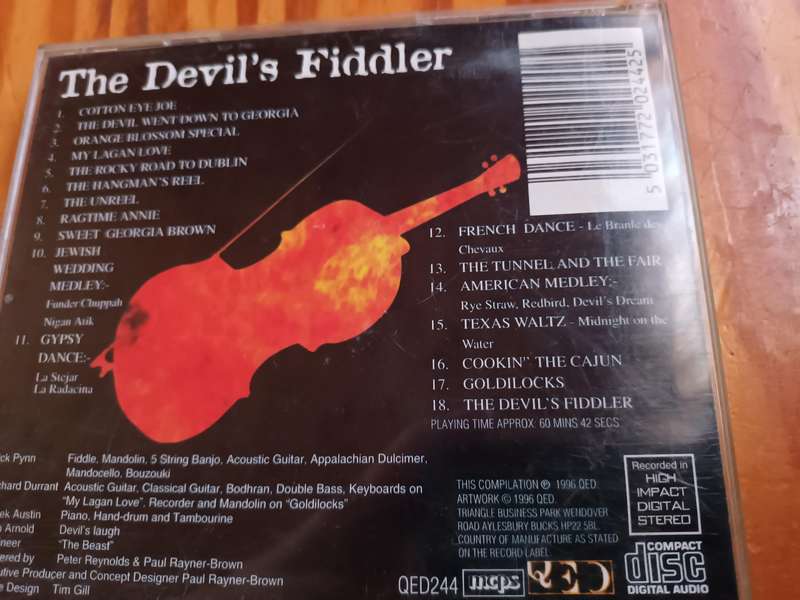 The Devil's Fiddler
1. COTTON EYE JOE
2. THE DEVIL WENT DOWN TO GEORGIA
3. ORANGE BLOSSOM SPECIAL
4. MY LAGAN LOVE
5. THE ROCKY ROAD TO DUBLIN
6. THE HANGMAN'S REEL
7. THE UNREEL
8. RAGTIME ANNIE
9. SWEET GEORGIA BROWN
10. JEWISH
WEDDING
MEDLEY:-
Funder Chuppah
Nigan Atik
11. GYPSY
DANCE:-
La Stejar
La Radacina
5 031772 024425
12. FRENCH DANCE - Le Branle des
Chevaux
13. THE TUNNEL AND THE FAIR
14. AMERICAN MEDLEY:-
Rye Straw, Redbird, Devil's Dream
15. TEXAS WALTZ - Midnight on the
Water
16. COOKIN' THE CAJUN
17. GOLDILOCKS
18. THE DEVIL'S FIDDLER
PLAYING TIME APPROX. 60 MINS 42 SECS.
ck Pynn Fiddle, Mandolin, 5 String Banjo, Acoustic Guitar, Appalachian Dulcimer,
Mandocello, Bouzouki
chard Durrant Acoustic Guitar, Classical Guitar, Bodhran, Double Bass, Keyboards on
"My Lagan Love", Recorder and Mandolin on "Goldilocks"
ek Austin Piano, Hand-drum and Tambourine
Arnold Devil's laugh
ineer "The Beast"
ered by Peter Reynolds & Paul Rayner-Brown
utive Producer and Concept Designer Paul Rayner-Brown
e Design Tim Gill
THIS COMPILATION ℗ 1996 QED.
ARTWORK © 1996 QED.
TRIANGLE BUSINESS PARK WENDOVER
ROAD AYLESBURY BUCKS HP22 5BL.
COUNTRY OF MANUFACTURE AS STATED
ON THE RECORD LABEL.
Recorded in
HIGH
IMPACT
DIGITAL
STEREO
QED244 mcps QED
COMPACT
disc
DIGITAL AUDIO